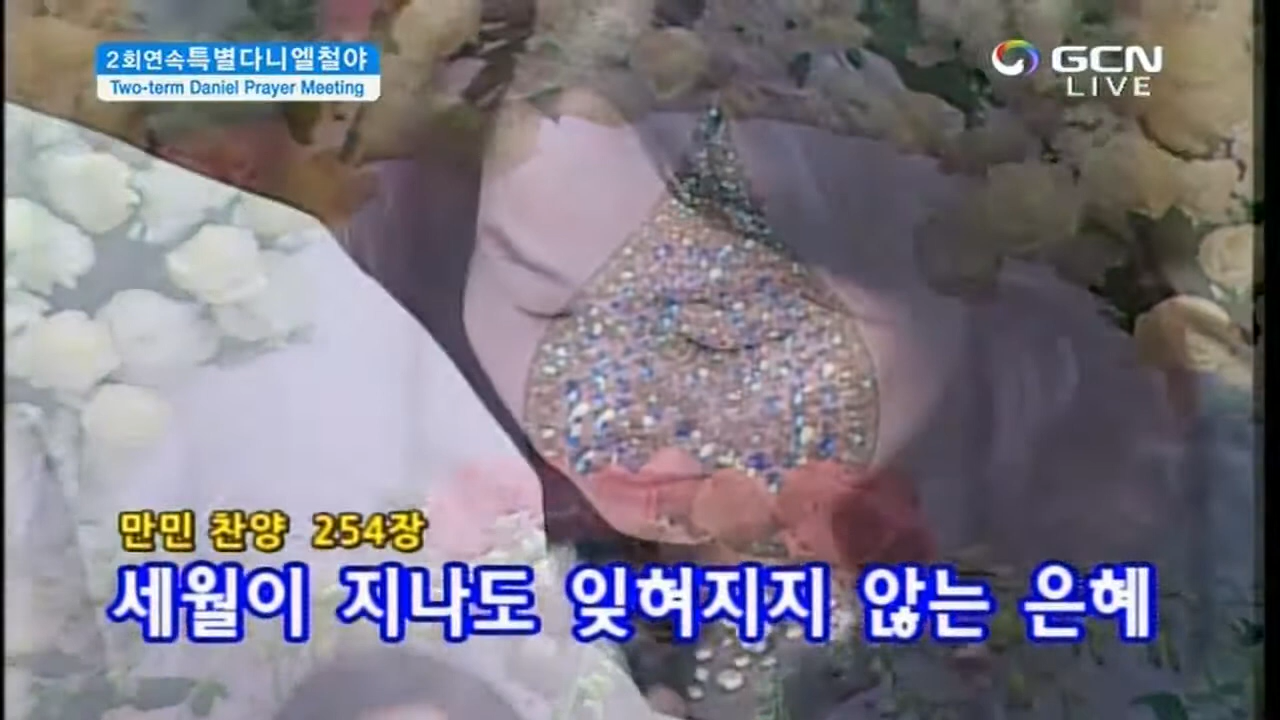 2회연속특별다니엘철야
Two-term Daniel Prayer Meeting
GCN
LIVE
만민 찬양 254장
세월이 지나도 잊혀지지 않는 은혜